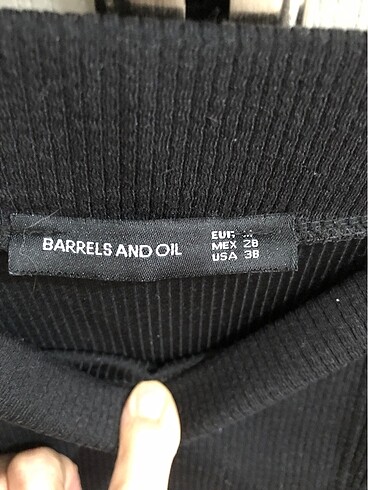 BARRELS AND OIL
EUR
MEX 28
USA 38